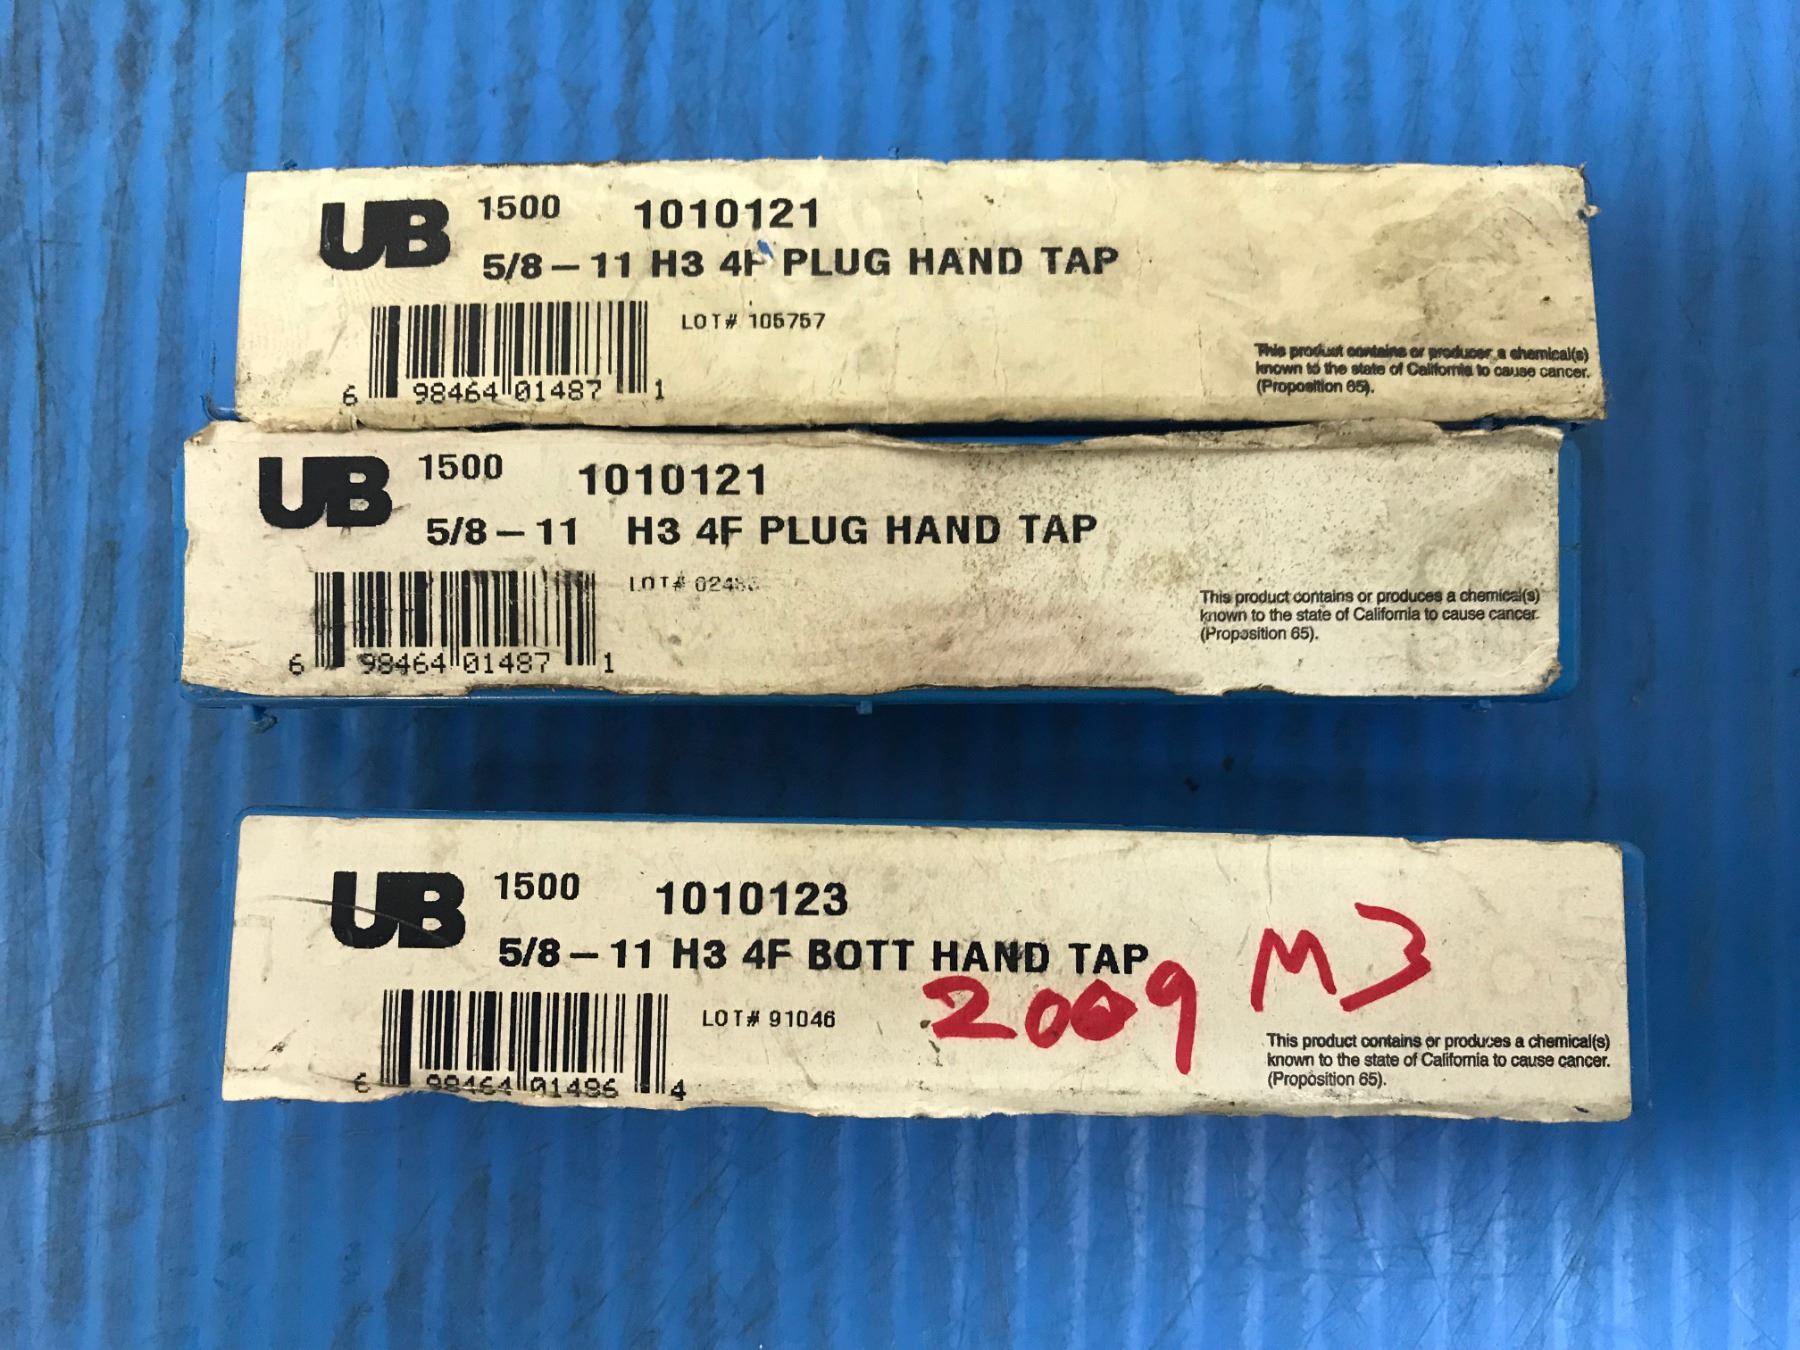 UB 1500 1010121
5/8-11 H3 4F PLUG HAND TAP
LOT# 105757
6 98464 01487 1
This product contains or producer a chemical(s)
known to the state of California to cause cancer.
(Proposition 65).
UB 1500 1010121
5/8-11 H3 4F PLUG HAND TAP
LOT#
6 98464 01487 1
This product contains or produces a chemical(s)
known to the state of California to cause cancer.
(Proposition 65).
UB 1500 1010123
5/8-11 H3 4F BOTT HAND TAP
M3
2009
LOT# 91046
6 98464 01486 4
This product contains or produces a chemical(s)
known to the state of California to cause cancer.
(Proposition 65).